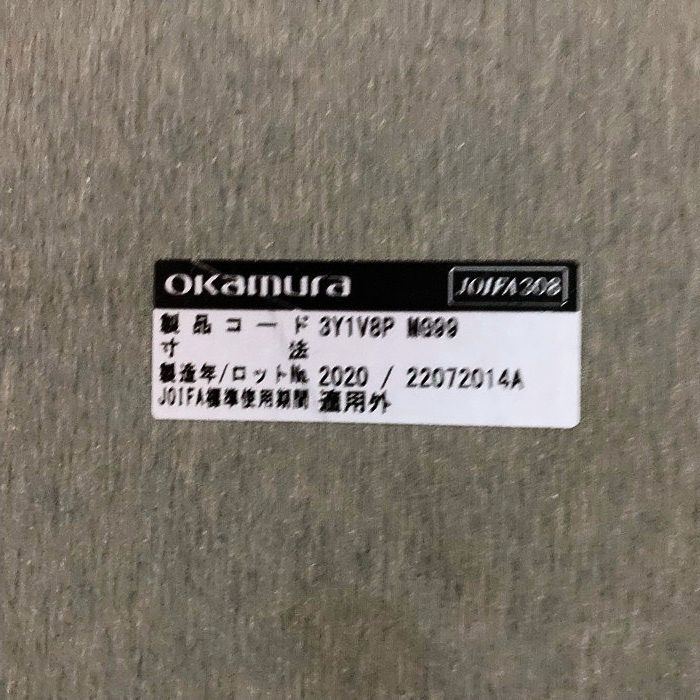 okamura JOIFA308
製品コード 3Y1V8P MG99
寸法
製造年/ロット№ 2020 / 22072014A
JOIFA標準使用期間 適用外